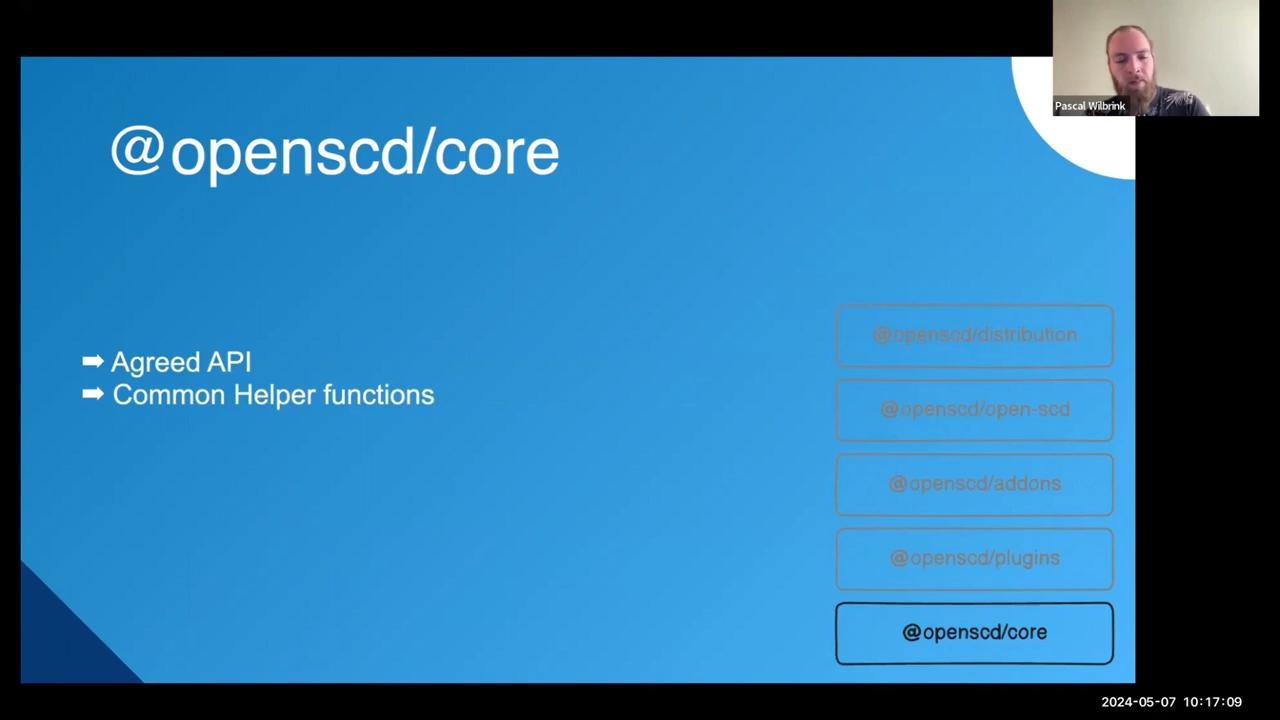 @openscd/core
Pascal Wilbrink
➡ Agreed API
➡ Common Helper functions
@openscd/distribution
@openscd/open-scd
@openscd/addons
@openscd/plugins
@openscd/core
2024-05-07 10:17:09